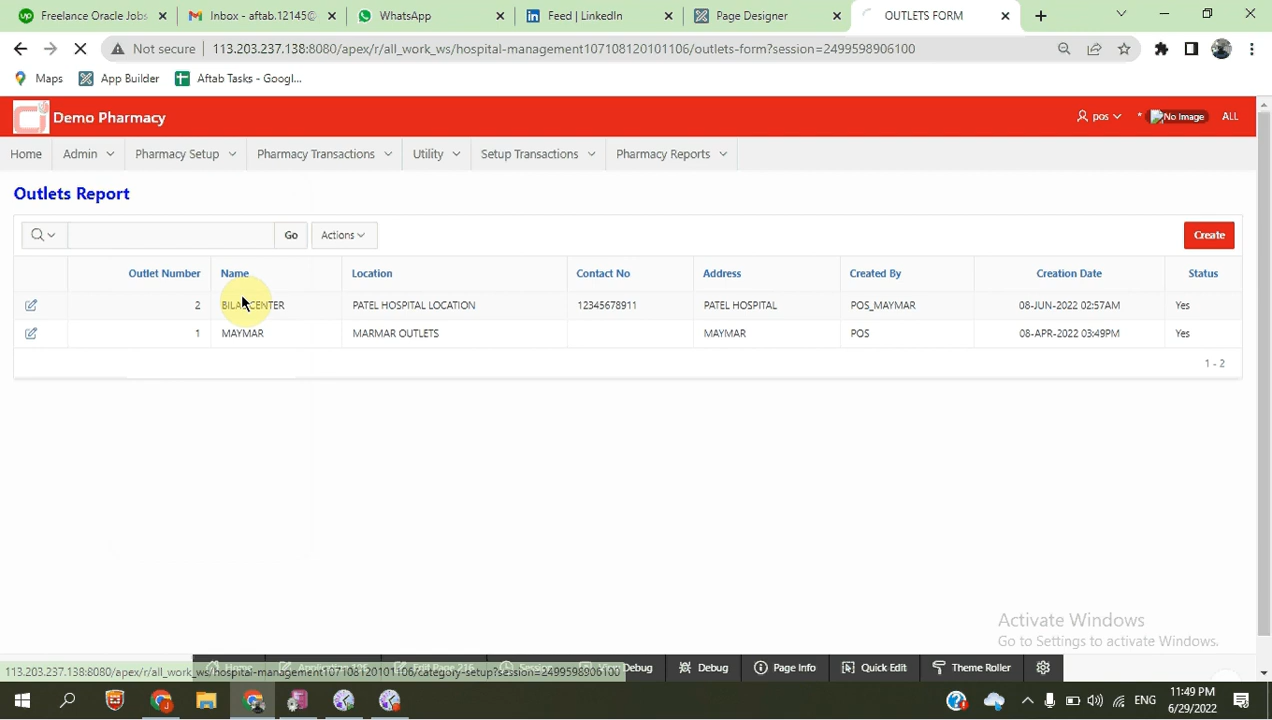 Freelance Oracle Jobs
Inbox - aftab.12145@
WhatsApp
Feed | LinkedIn
Page Designer
OUTLETS FORM
Not secure
113.203.237.138:8080/apex/r/all_work_ws/hospital-management107108120101106/outlets-form?session=2499598906100
Maps
App Builder
Aftab Tasks - Googl...
Demo Pharmacy
pos
* No Image
ALL
Home
Admin
Pharmacy Setup
Pharmacy Transactions
Utility
Setup Transactions
Pharmacy Reports
Outlets Report
Go
Actions
Create
Outlet Number Name Location Contact No Address Created By Creation Date Status
2 CENTER PATEL HOSPITAL LOCATION 12345678911 PATEL HOSPITAL POS_MAYMAR 08-JUN-2022 02:57AM Yes
1 MAYMAR MARMAR OUTLETS MAYMAR POS 08-APR-2022 03:49PM Yes
1 - 2
Activate Windows
Go to Settings to activate Windows.
113.203.237.138:8080/apex/r/all_work_ws/hospital-management107108120101106/category-setup?session=2499598906100
Debug
Debug
Page Info
Quick Edit
Theme Roller
ENG
11:49 PM
6/29/2022